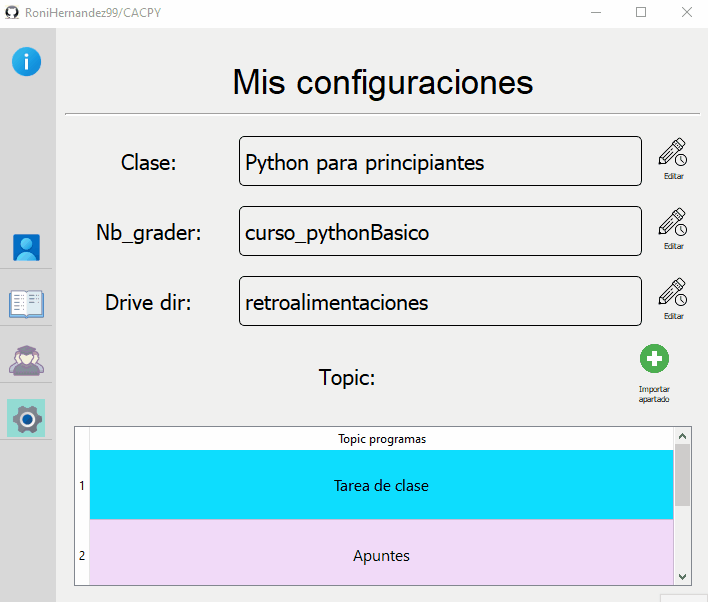 RoniHernandez99/CACPY
Mis configuraciones
Clase:
Python para principiantes
Editar
Nb_grader:
curso_pythonBasico
Editar
Drive dir:
retroalimentaciones
Editar
Topic:
Importar
apartado
Topic programas
1
Tarea de clase
2
Apuntes